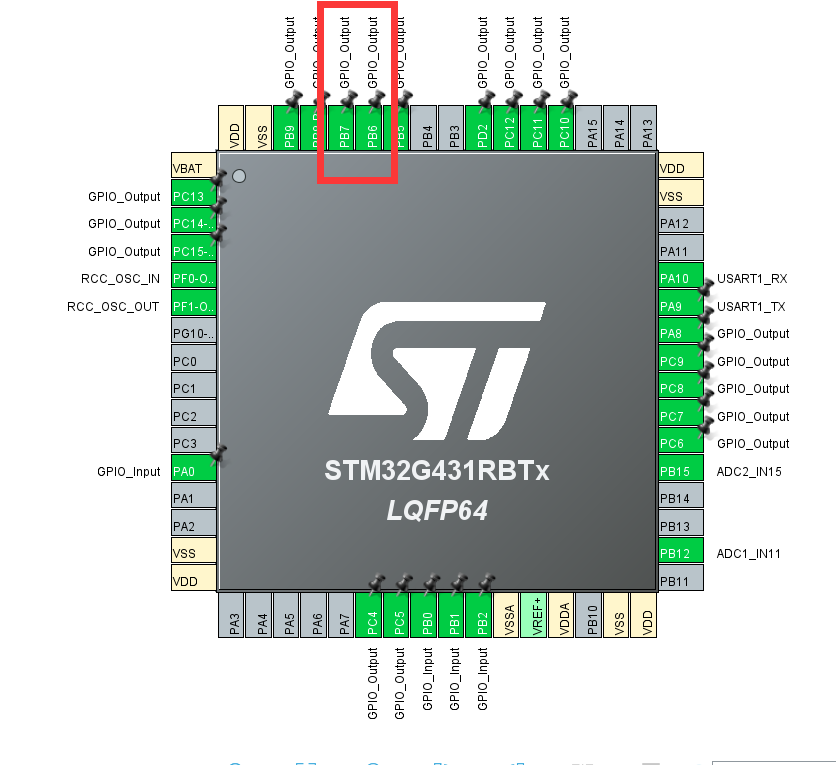 GPIO_Output
GPIO_Output
GPIO_Output
GPIO_Output
GPIO_Output
GPIO_Output
GPIO_Output
GPIO_Output
VDD
VSS
PB9
PB7
PB6
PB5
PB4
PB3
PD2
PC12
PC11
PC10
PA15
PA14
PA13
VBAT
GPIO_Output PC13
GPIO_Output PC14-..
GPIO_Output PC15-..
RCC_OSC_IN PF0-O..
RCC_OSC_OUT PF1-O..
PG10-..
PC0
PC1
PC2
PC3
GPIO_Input PA0
PA1
PA2
VSS
VDD
STM32G431RBTx
LQFP64
VDD
VSS
PA12
PA11
PA10 USART1_RX
PA9 USART1_TX
PA8 GPIO_Output
PC9 GPIO_Output
PC8 GPIO_Output
PC7 GPIO_Output
PC6 GPIO_Output
PB15 ADC2_IN15
PB14
PB13
PB12 ADC1_IN11
PB11
PA3
PA4
PA5
PA6
PA7
PC4
PC5
PB0
PB1
PB2
VSSA
VREF+
VDDA
PB10
VSS
VDD
GPIO_Output
GPIO_Output
GPIO_Input
GPIO_Input
GPIO_Input